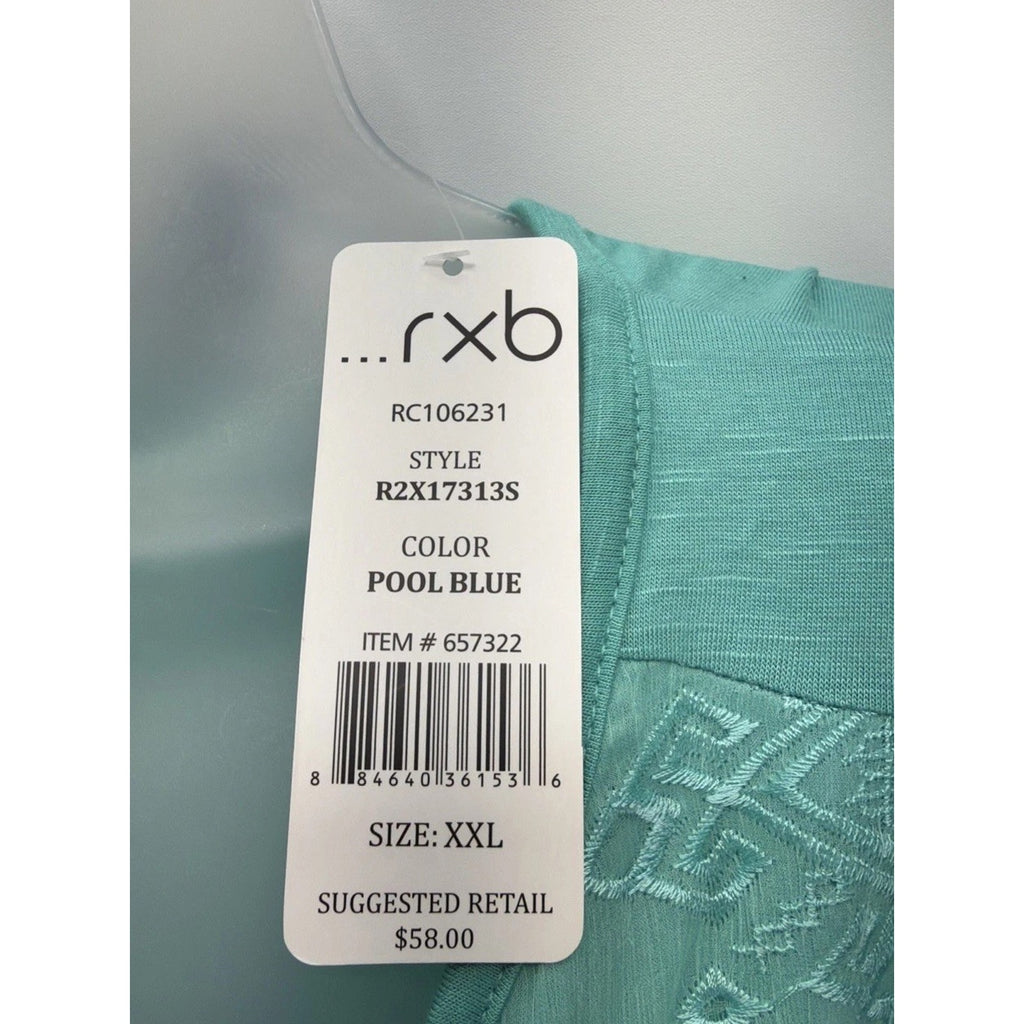 ...rxb
RC106231
STYLE
R2X17313S
COLOR
POOL BLUE
ITEM # 657322
8 84640 36153 6
SIZE: XXL
SUGGESTED RETAIL
$58.00